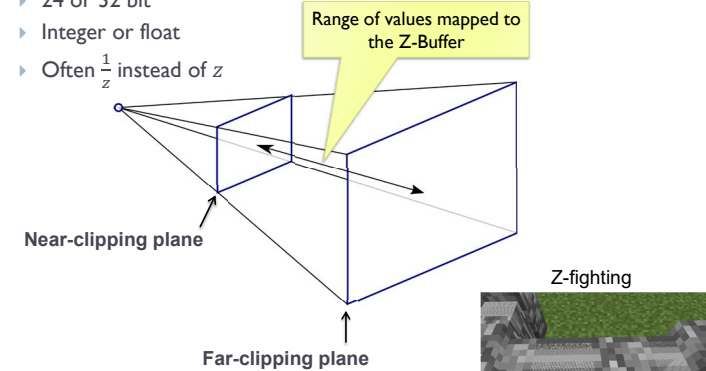 24 or 32 bit
Integer or float
Often 1/z instead of z
Range of values mapped to
the Z-Buffer
Near-clipping plane
Z-fighting
Far-clipping plane